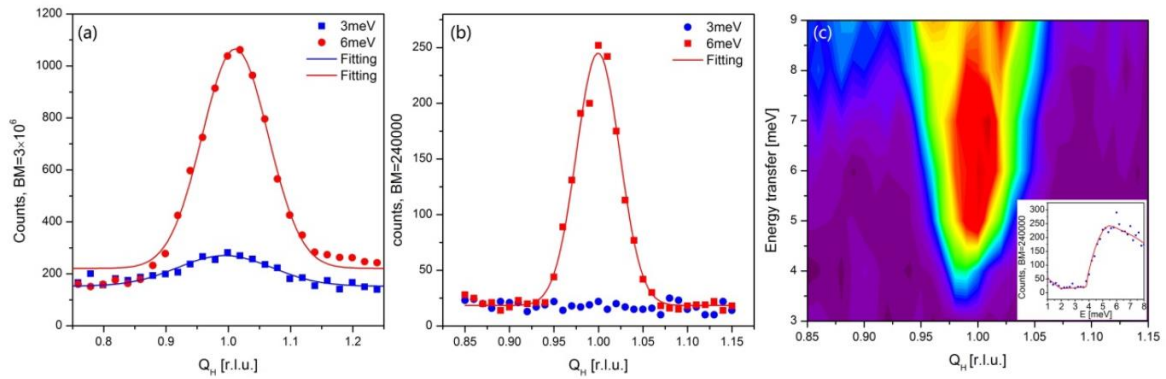 (a)
3meV
6meV
Fitting
Fitting
Counts, BM=3×10⁶
1200
1000
800
600
400
200
0
0.8 0.9 1.0 1.1 1.2
Q_H [r.l.u.]
(b)
3meV
6meV
Fitting
counts, BM=240000
250
200
150
100
50
0
0.85 0.90 0.95 1.00 1.05 1.10 1.15
Q_H [r.l.u.]
(c)
Energy transfer [meV]
9
8
7
6
5
4
3
0.85 0.90 0.95 1.00 1.05 1.10 1.15
Q_H [r.l.u.]
Counts, BM=240000
300
250
200
150
100
50
0
1 2 3 4 5 6 7 8
E [meV]